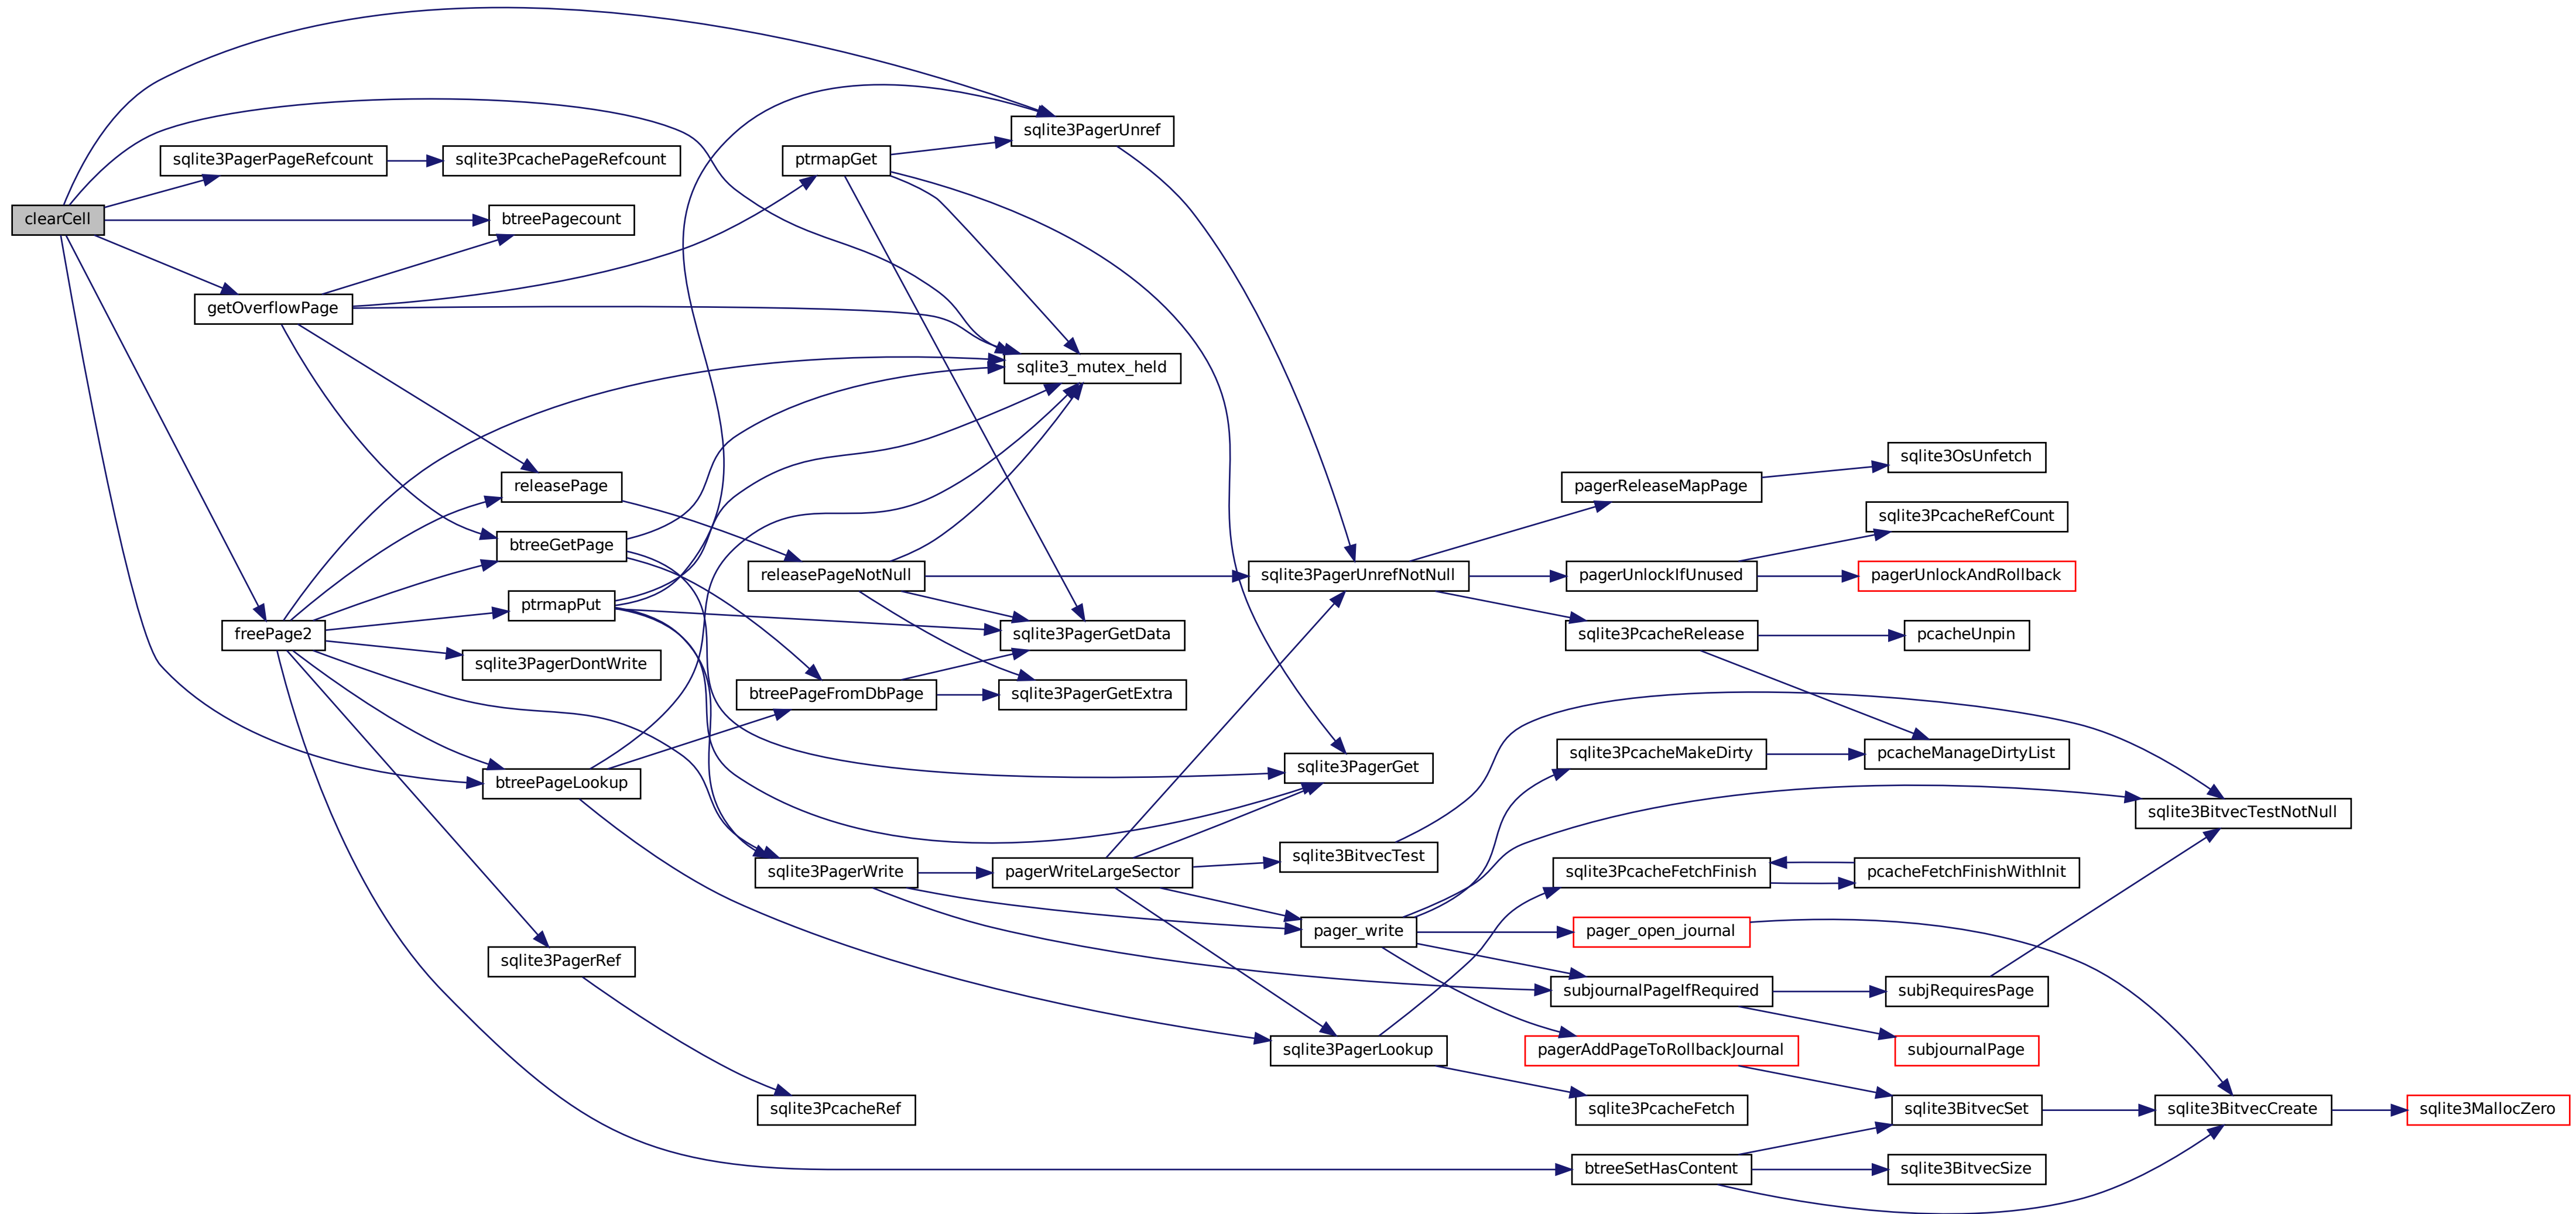 clearCell
sqlite3PagerPageRefcount
sqlite3PcachePageRefcount
btreePagecount
getOverflowPage
ptrmapGet
sqlite3PagerUnref
sqlite3_mutex_held
releasePage
btreeGetPage
ptrmapPut
freePage2
sqlite3PagerDontWrite
releasePageNotNull
sqlite3PagerGetData
btreePageFromDbPage
sqlite3PagerGetExtra
btreePageLookup
sqlite3PagerWrite
sqlite3PagerRef
sqlite3PcacheRef
pagerWriteLargeSector
sqlite3PagerUnrefNotNull
sqlite3PagerGet
sqlite3BitvecTest
pager_write
sqlite3PagerLookup
pagerReleaseMapPage
sqlite3OsUnfetch
sqlite3PcacheRefCount
pagerUnlockIfUnused
pagerUnlockAndRollback
sqlite3PcacheRelease
pcacheUnpin
sqlite3PcacheMakeDirty
pcacheManageDirtyList
sqlite3BitvecTestNotNull
sqlite3PcacheFetchFinish
pcacheFetchFinishWithInit
pager_open_journal
subjournalPageIfRequired
subjRequiresPage
pagerAddPageToRollbackJournal
subjournalPage
sqlite3PcacheFetch
sqlite3BitvecSet
sqlite3BitvecCreate
sqlite3MallocZero
btreeSetHasContent
sqlite3BitvecSize